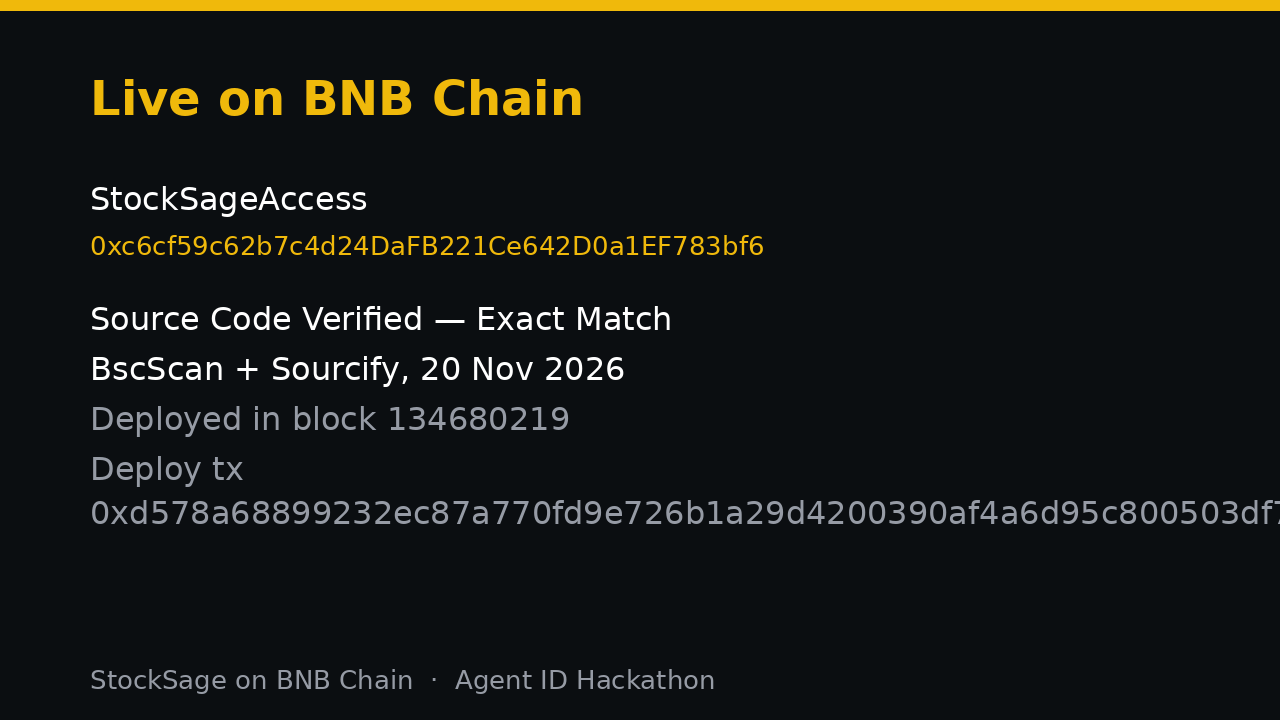 Live on BNB Chain
StockSageAccess
0xc6cf59c62b7c4d24DaFB221Ce642D0a1EF783bf6
Source Code Verified — Exact Match
BscScan + Sourcify, 20 Nov 2026
Deployed in block 134680219
Deploy tx
0xd578a68899232ec87a770fd9e726b1a29d4200390af4a6d95c800503df7
StockSage on BNB Chain · Agent ID Hackathon